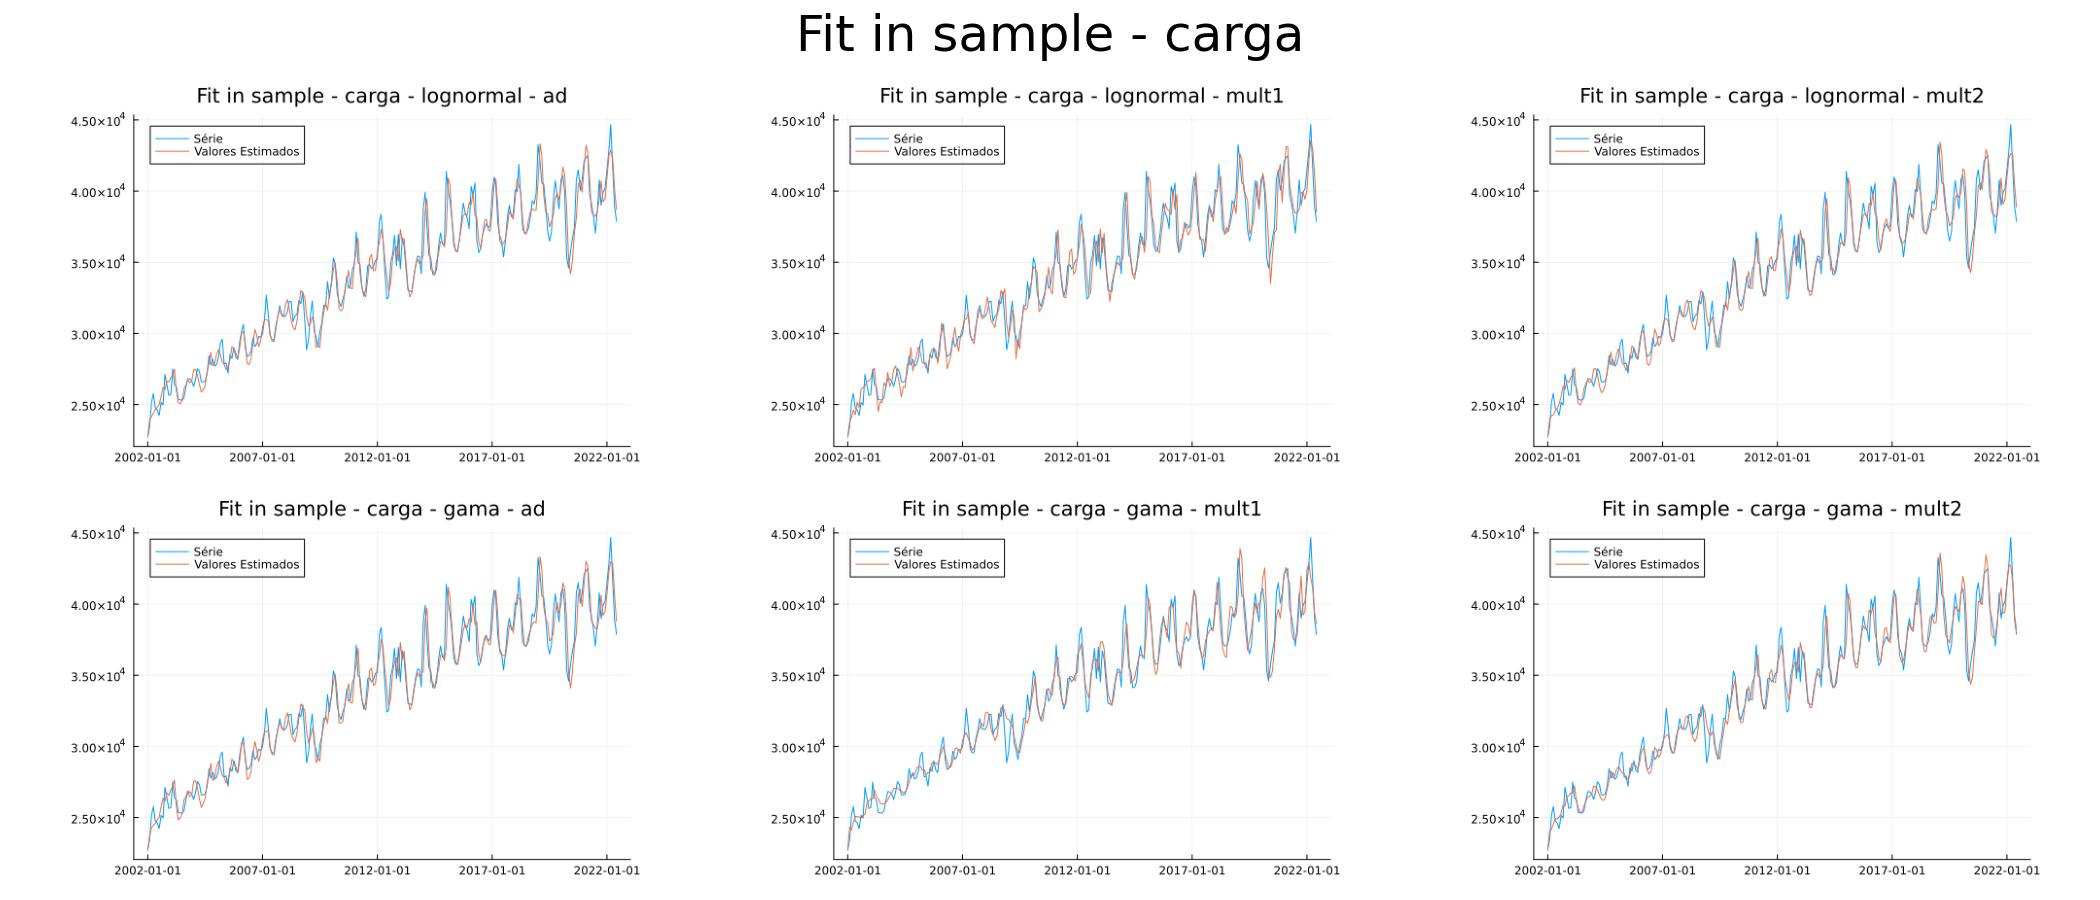 Fit in sample - carga
Fit in sample - carga - lognormal - ad
4.50×10⁴
4.00×10⁴
3.50×10⁴
3.00×10⁴
2.50×10⁴
Série
Valores Estimados
2002-01-01 2007-01-01 2012-01-01 2017-01-01 2022-01-01
Fit in sample - carga - lognormal - mult1
4.50×10⁴
4.00×10⁴
3.50×10⁴
3.00×10⁴
2.50×10⁴
Série
Valores Estimados
2002-01-01 2007-01-01 2012-01-01 2017-01-01 2022-01-01
Fit in sample - carga - lognormal - mult2
4.50×10⁴
4.00×10⁴
3.50×10⁴
3.00×10⁴
2.50×10⁴
Série
Valores Estimados
2002-01-01 2007-01-01 2012-01-01 2017-01-01 2022-01-01
Fit in sample - carga - gama - ad
4.50×10⁴
4.00×10⁴
3.50×10⁴
3.00×10⁴
2.50×10⁴
Série
Valores Estimados
2002-01-01 2007-01-01 2012-01-01 2017-01-01 2022-01-01
Fit in sample - carga - gama - mult1
4.50×10⁴
4.00×10⁴
3.50×10⁴
3.00×10⁴
2.50×10⁴
Série
Valores Estimados
2002-01-01 2007-01-01 2012-01-01 2017-01-01 2022-01-01
Fit in sample - carga - gama - mult2
4.50×10⁴
4.00×10⁴
3.50×10⁴
3.00×10⁴
2.50×10⁴
Série
Valores Estimados
2002-01-01 2007-01-01 2012-01-01 2017-01-01 2022-01-01